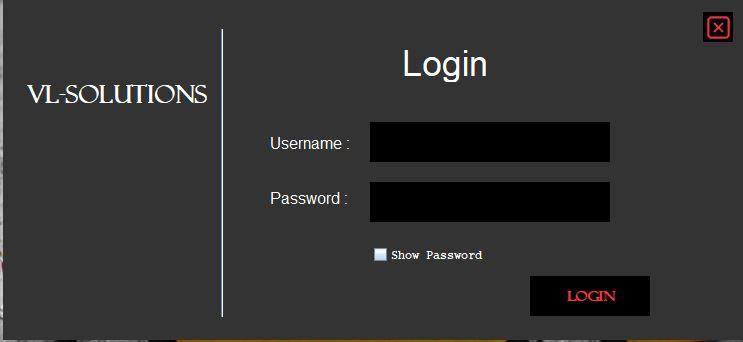 VL-SOLUTIONS
Login
Username :
Password :
Show Password
LOGIN